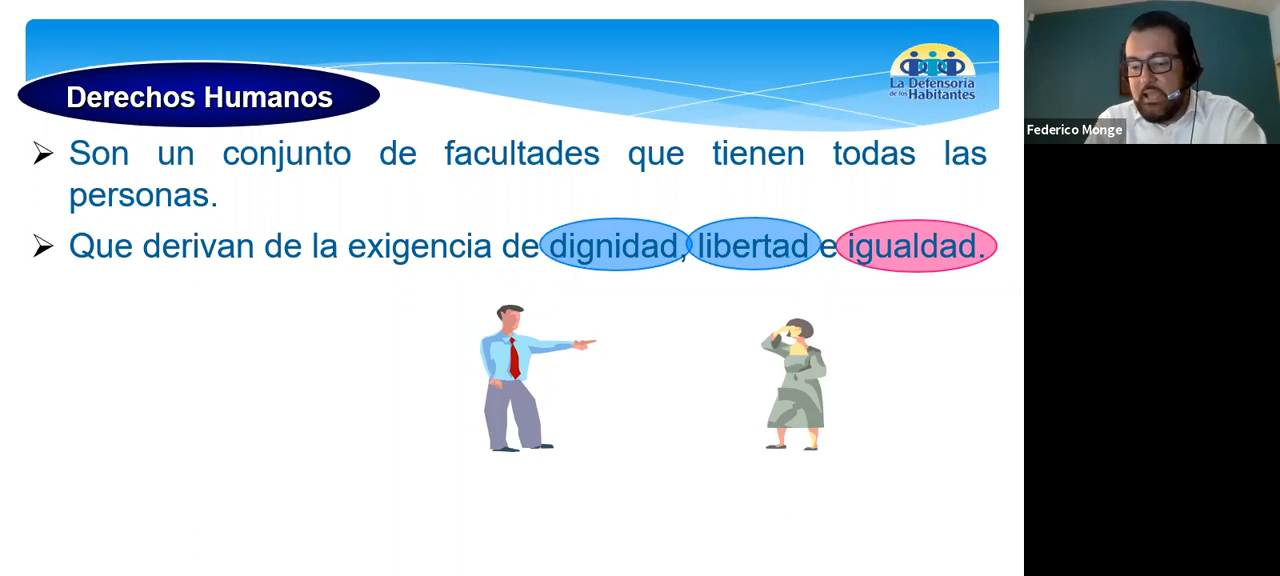 La Defensoría
de los Habitantes
Derechos Humanos
Son un conjunto de facultades que tienen todas las
personas.
Que derivan de la exigencia de dignidad, libertad e igualdad.
Federico Monge